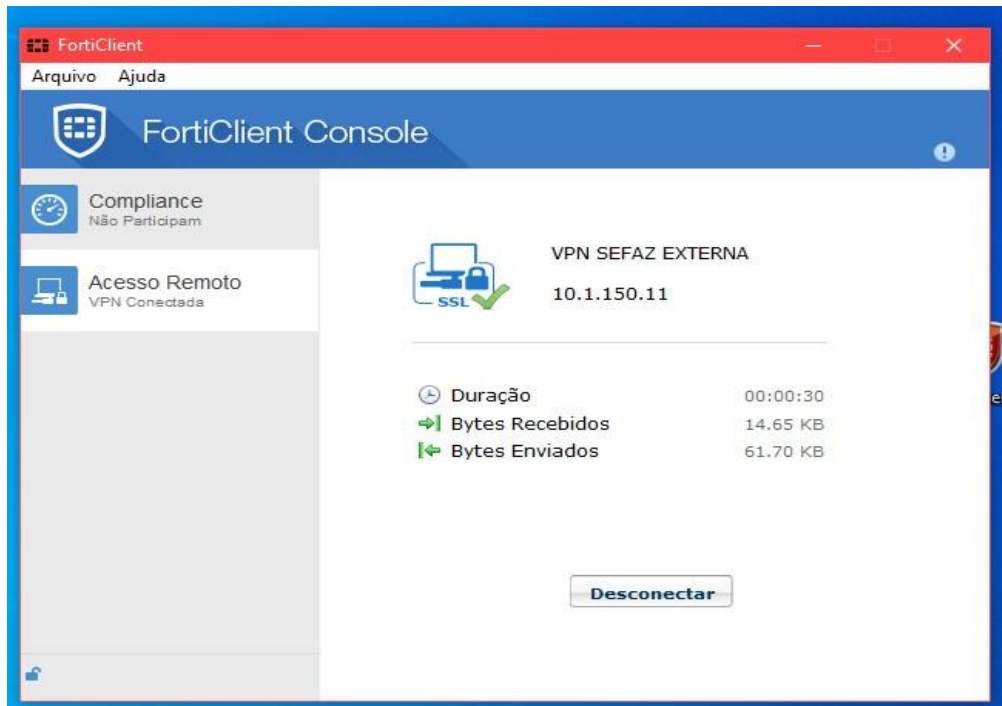 FortiClient
Arquivo Ajuda
FortiClient Console
Compliance
Não Participam
Acesso Remoto
VPN Conectada
SSL
VPN SEFAZ EXTERNA
10.1.150.11
Duração 00:00:30
Bytes Recebidos 14.65 KB
Bytes Enviados 61.70 KB
Desconectar